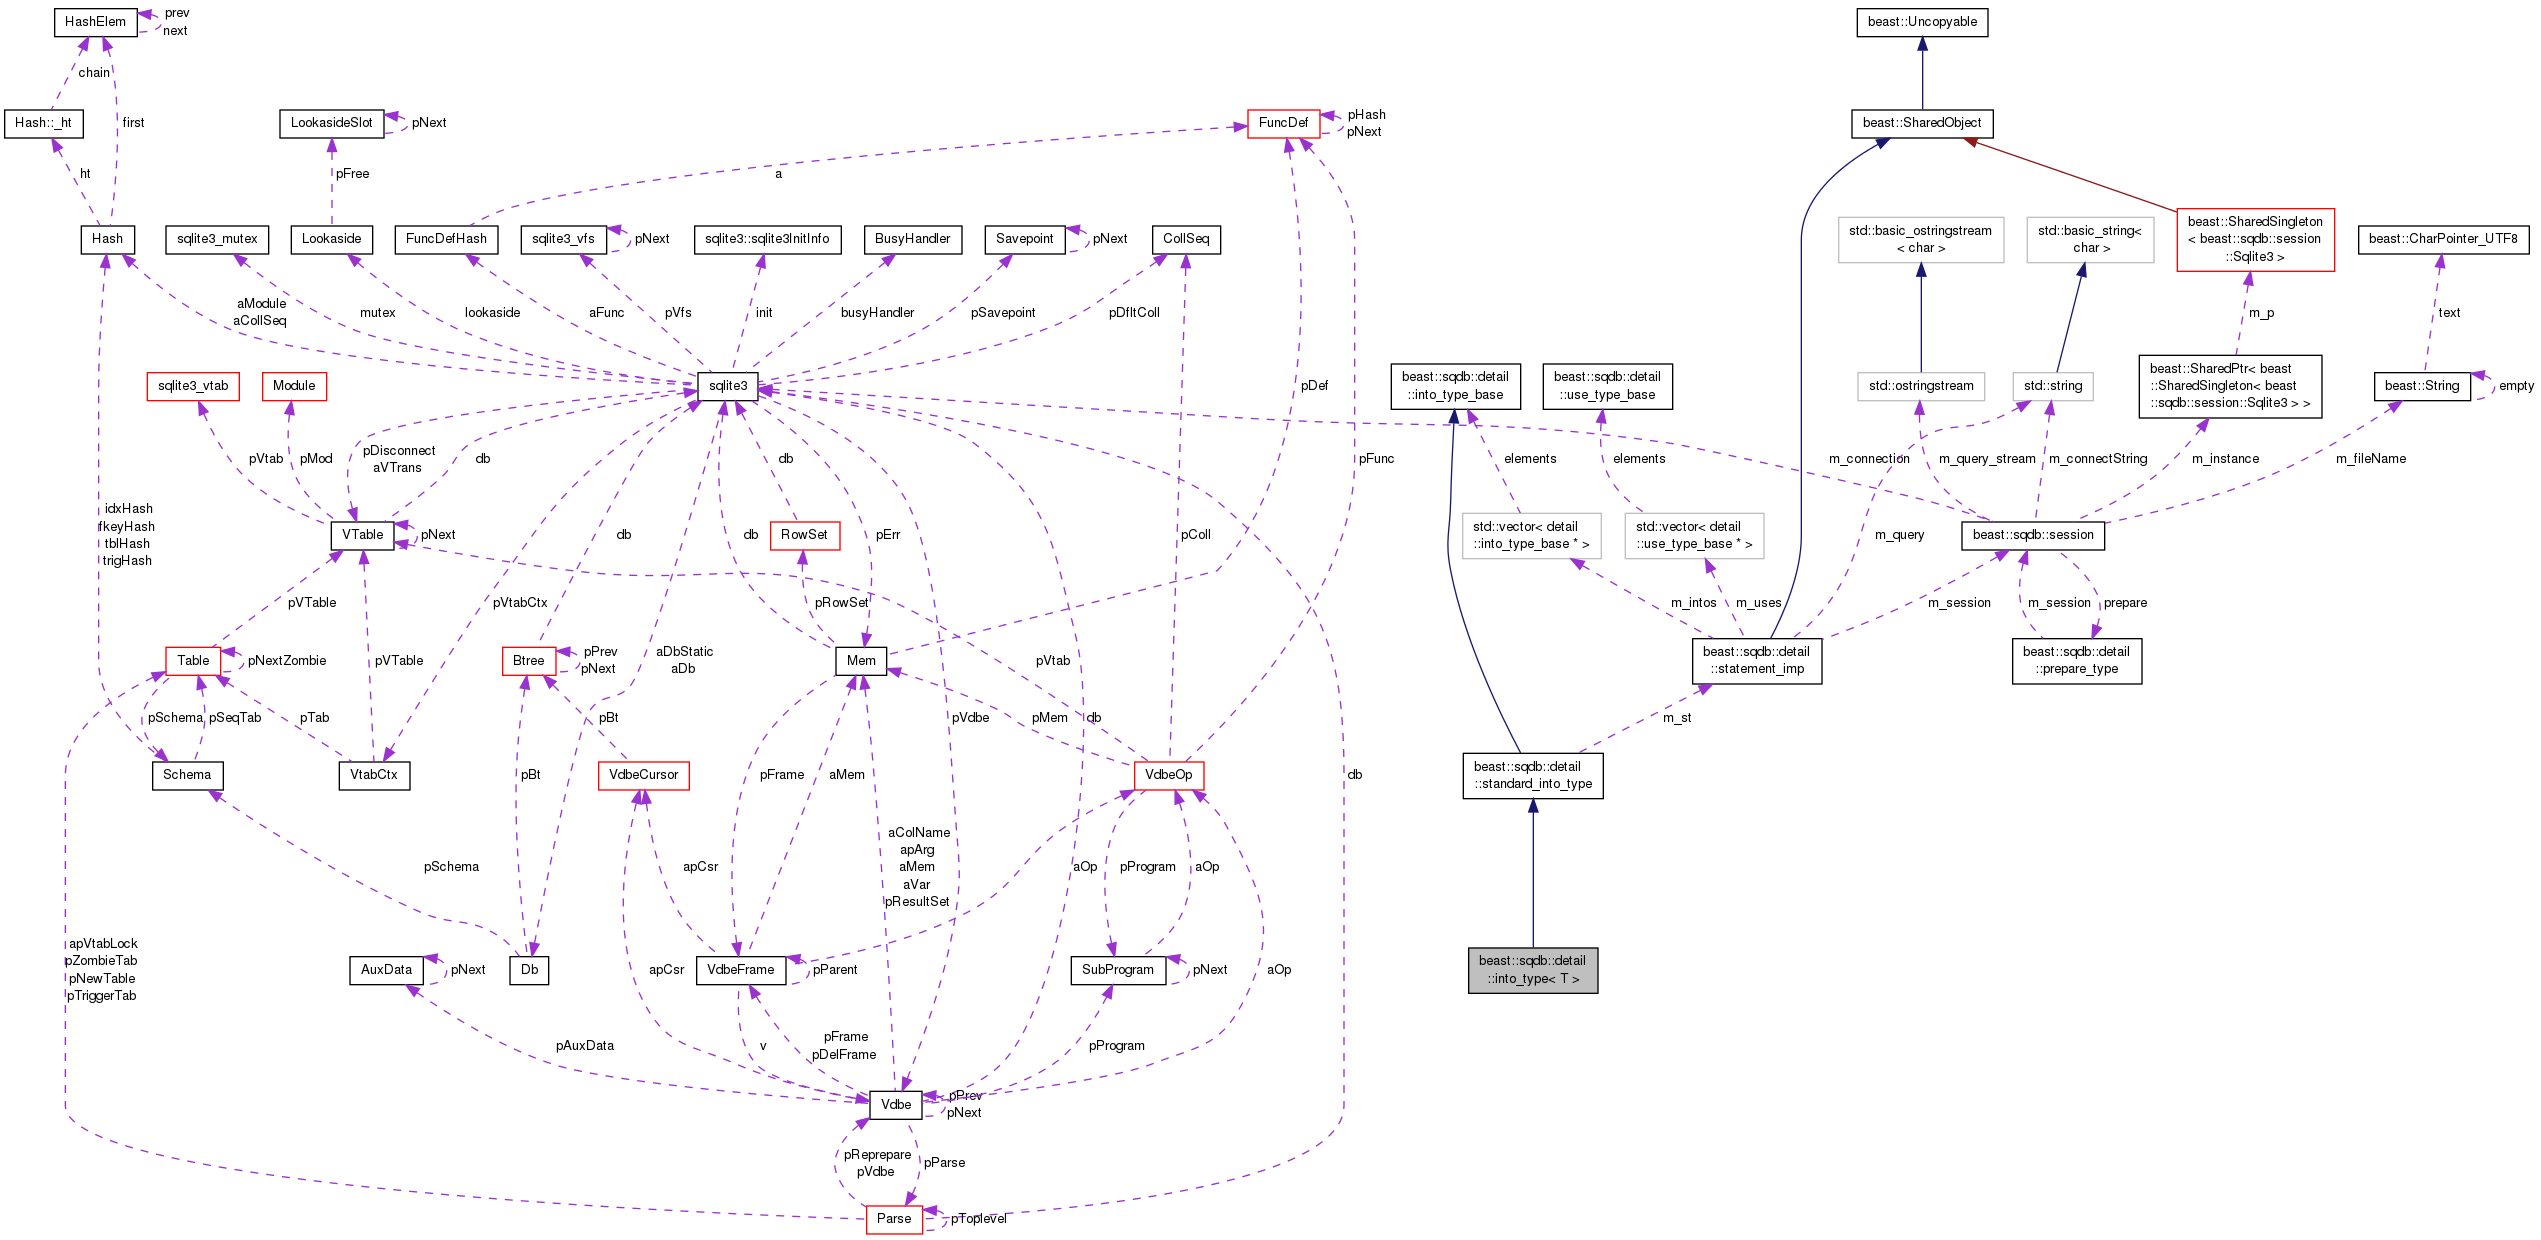 HashElem
prev
next
beast::Uncopyable
chain
Hash::_ht
first
LookasideSlot
pNext
FuncDef
pHash
pNext
beast::SharedObject
ht
pFree
a
Hash
sqlite3_mutex
Lookaside
FuncDefHash
sqlite3_vfs
pNext
sqlite3::sqlite3InitInfo
BusyHandler
Savepoint
pNext
CollSeq
std::basic_ostringstream
< char >
std::basic_string<
char >
beast::SharedSingleton
< beast::sqdb::session
::Sqlite3 >
beast::CharPointer_UTF8
aModule
aCollSeq
mutex
lookaside
aFunc
pVfs
init
busyHandler
pSavepoint
pDfltColl
m_p
text
sqlite3_vtab
Module
sqlite3
pDef
beast::sqdb::detail
::into_type_base
beast::sqdb::detail
::use_type_base
std::ostringstream
std::string
beast::SharedPtr< beast
::SharedSingleton< beast
::sqdb::session::Sqlite3 > >
beast::String
empty
pVtab
pMod
pDisconnect
aVTrans
db
db
pFunc
elements
elements
m_connection
m_query_stream
m_connectString
m_instance
m_fileName
idxHash
fkeyHash
tblHash
trigHash
VTable
pNext
db
db
RowSet
pErr
pColl
std::vector< detail
::into_type_base * >
std::vector< detail
::use_type_base * >
m_query
beast::sqdb::session
pVTable
pVtabCtx
pRowSet
m_intos
m_uses
m_session
m_session
prepare
Table
pNextZombie
pVTable
Btree
pPrev
pNext
aDbStatic
aDb
Mem
pVtab
beast::sqdb::detail
::statement_imp
beast::sqdb::detail
::prepare_type
pSchema
pSeqTab
pTab
pBt
pVdbe
pMem
db
m_st
Schema
VtabCtx
pBt
VdbeCursor
pFrame
aMem
VdbeOp
db
beast::sqdb::detail
::standard_into_type
pSchema
apCsr
aColName
apArg
aMem
aVar
pResultSet
aOp
pProgram
aOp
apVtabLock
pZombieTab
pNewTable
pTriggerTab
AuxData
pNext
Db
apCsr
VdbeFrame
pParent
SubProgram
pNext
aOp
beast::sqdb::detail
::into_type< T >
pAuxData
v
pFrame
pDelFrame
pProgram
Vdbe
pPrev
pNext
pReprepare
pVdbe
pParse
Parse
pToplevel